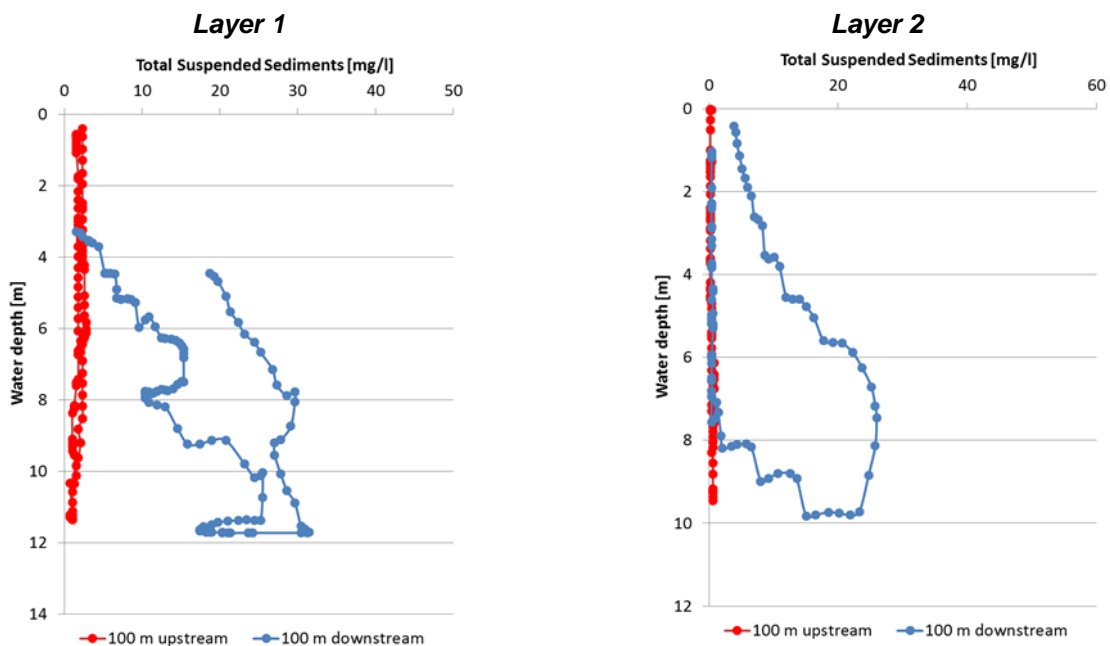 Layer 1
Total Suspended Sediments [mg/l]
0 10 20 30 40 50
Water depth [m]
0
2
4
6
8
10
12
14
100 m upstream 100 m downstream
Layer 2
Total Suspended Sediments [mg/l]
0 20 40 60
Water depth [m]
0
2
4
6
8
10
12
100 m upstream 100 m downstream